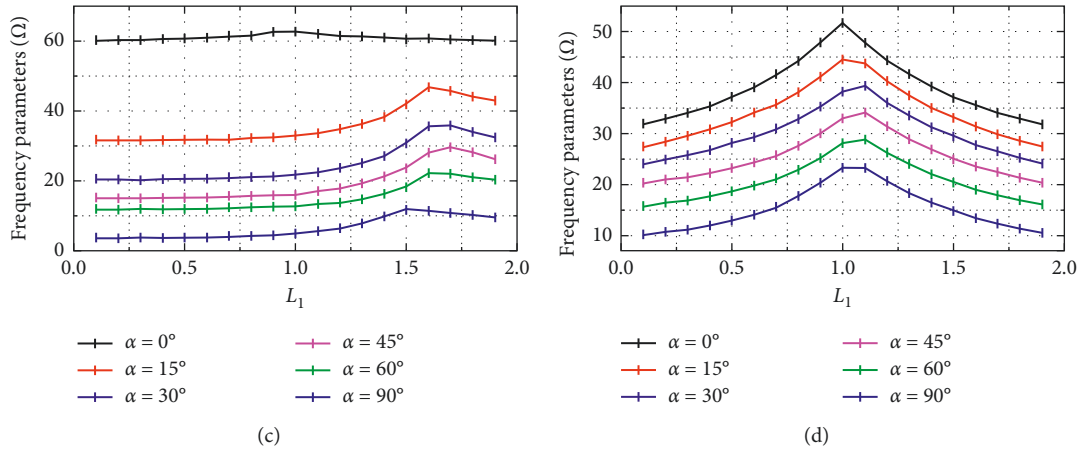 Frequency parameters (Ω)
60
40
20
0
0.0
0.5
1.0
1.5
2.0
L1
α = 0°
α = 15°
α = 30°
α = 45°
α = 60°
α = 90°
(c)
Frequency parameters (Ω)
50
40
30
20
10
0.0
0.5
1.0
1.5
2.0
L1
α = 0°
α = 15°
α = 30°
α = 45°
α = 60°
α = 90°
(d)